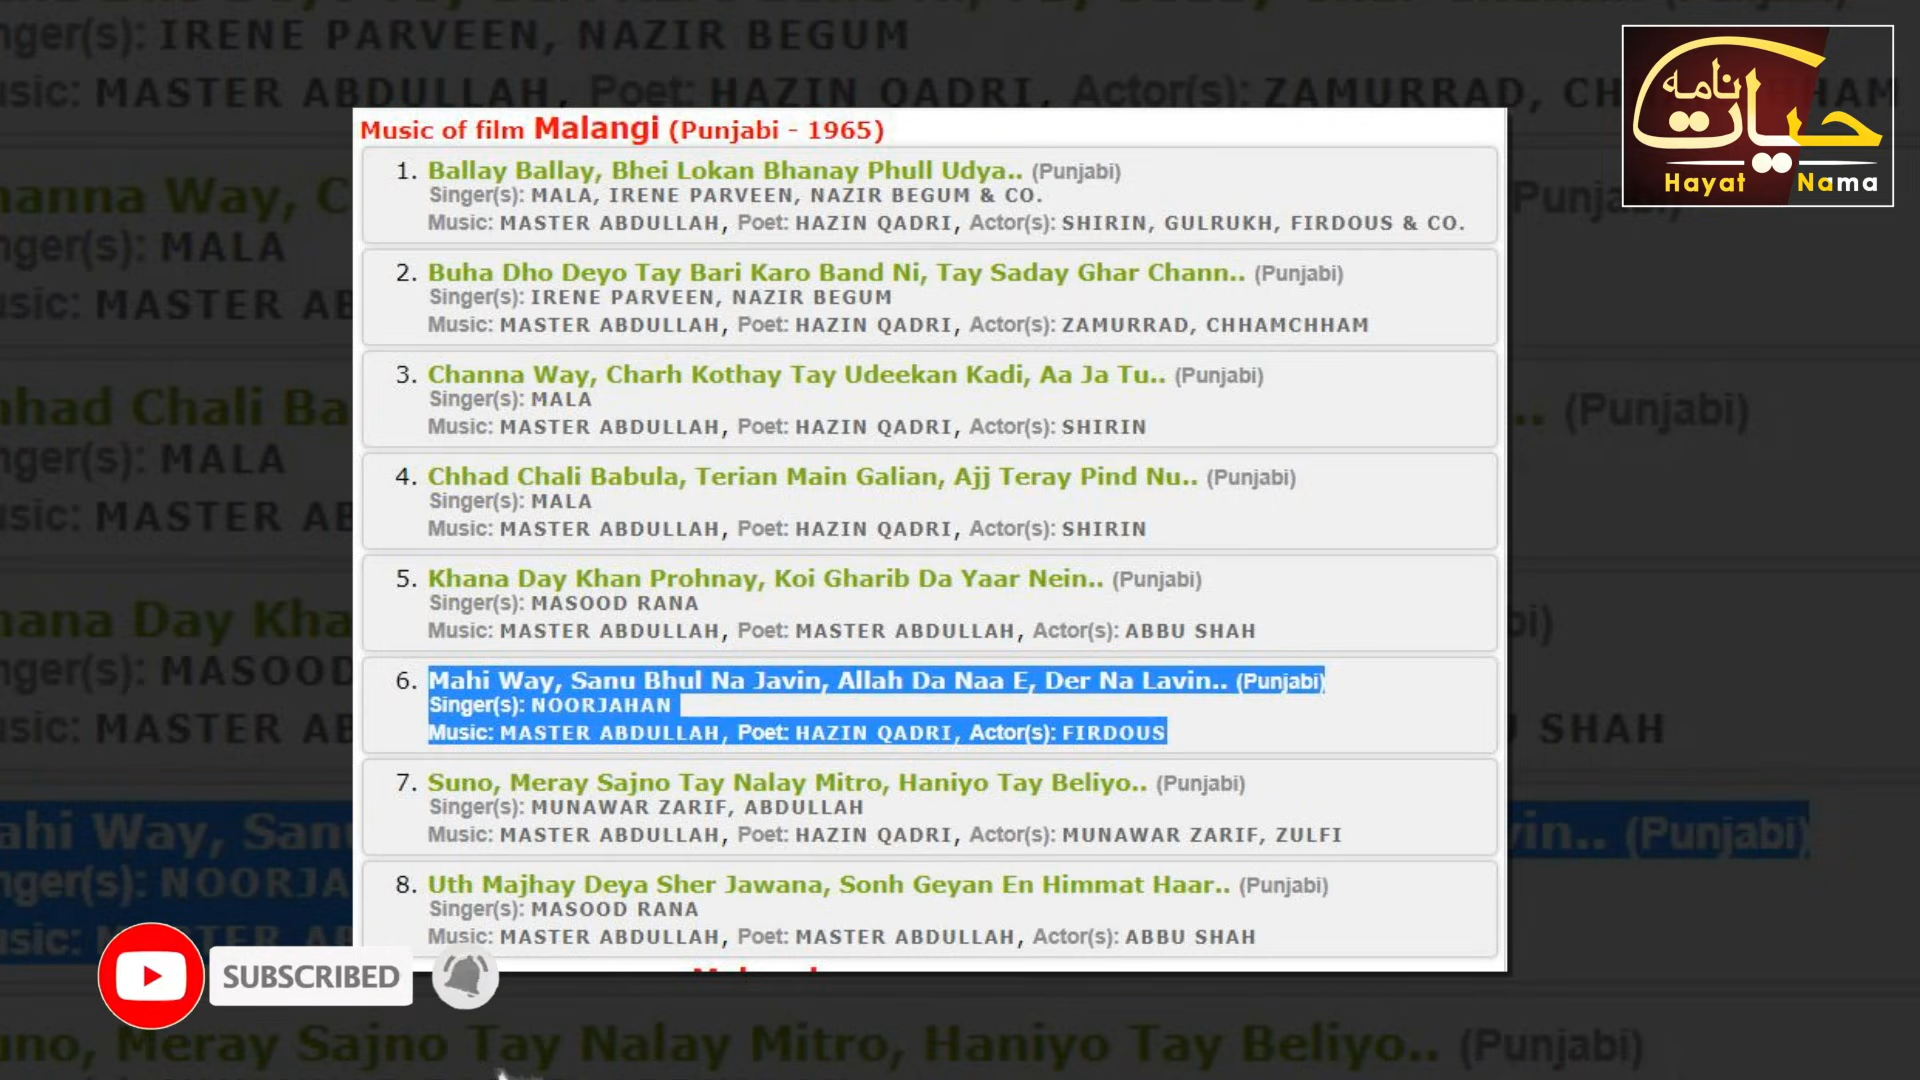 حیات نامہ
Hayat Nama
Music of film Malangi (Punjabi - 1965)
1. Ballay Ballay, Bhei Lokan Bhanay Phull Udya.. (Punjabi)
Singer(s): MALA, IRENE PARVEEN, NAZIR BEGUM & CO.
Music: MASTER ABDULLAH, Poet: HAZIN QADRI, Actor(s): SHIRIN, GULRUKH, FIRDOUS & CO.
2. Buha Dho Deyo Tay Bari Karo Band Ni, Tay Saday Ghar Chann.. (Punjabi)
Singer(s): IRENE PARVEEN, NAZIR BEGUM
Music: MASTER ABDULLAH, Poet: HAZIN QADRI, Actor(s): ZAMURRAD, CHHAMCHHAM
3. Channa Way, Charh Kothay Tay Udeekan Kadi, Aa Ja Tu.. (Punjabi)
Singer(s): MALA
Music: MASTER ABDULLAH, Poet: HAZIN QADRI, Actor(s): SHIRIN
4. Chhad Chali Babula, Terian Main Galian, Ajj Teray Pind Nu.. (Punjabi)
Singer(s): MALA
Music: MASTER ABDULLAH, Poet: HAZIN QADRI, Actor(s): SHIRIN
5. Khana Day Khan Prohnay, Koi Gharib Da Yaar Nein.. (Punjabi)
Singer(s): MASOOD RANA
Music: MASTER ABDULLAH, Poet: MASTER ABDULLAH, Actor(s): ABBU SHAH
6. Mahi Way, Sanu Bhul Na Javin, Allah Da Naa E, Der Na Lavin.. (Punjabi)
Singer(s): NOORJAHAN
Music: MASTER ABDULLAH, Poet: HAZIN QADRI, Actor(s): FIRDOUS
7. Suno, Meray Sajno Tay Nalay Mitro, Haniyo Tay Beliyo.. (Punjabi)
Singer(s): MUNAWAR ZARIF, ABDULLAH
Music: MASTER ABDULLAH, Poet: HAZIN QADRI, Actor(s): MUNAWAR ZARIF, ZULFI
8. Uth Majhay Deya Sher Jawana, Sonh Geyan En Himmat Haar.. (Punjabi)
Singer(s): MASOOD RANA
Music: MASTER ABDULLAH, Poet: MASTER ABDULLAH, Actor(s): ABBU SHAH
SUBSCRIBED